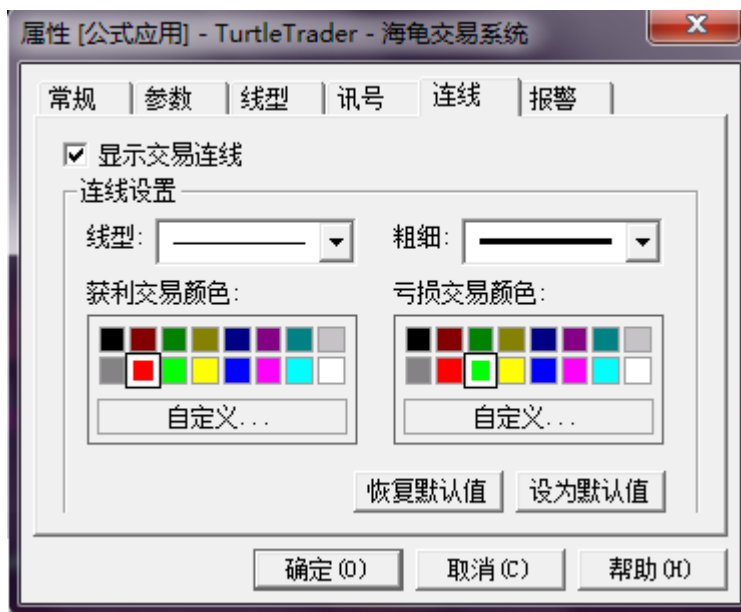 属性 [公式应用] - TurtleTrader - 海龟交易系统
常规 参数 线型 讯号 连线 报警
显示交易连线
连线设置
线型: 粗细:
获利交易颜色: 亏损交易颜色:
自定义... 自定义...
恢复默认值 设为默认值
确定(O) 取消(C) 帮助(H)